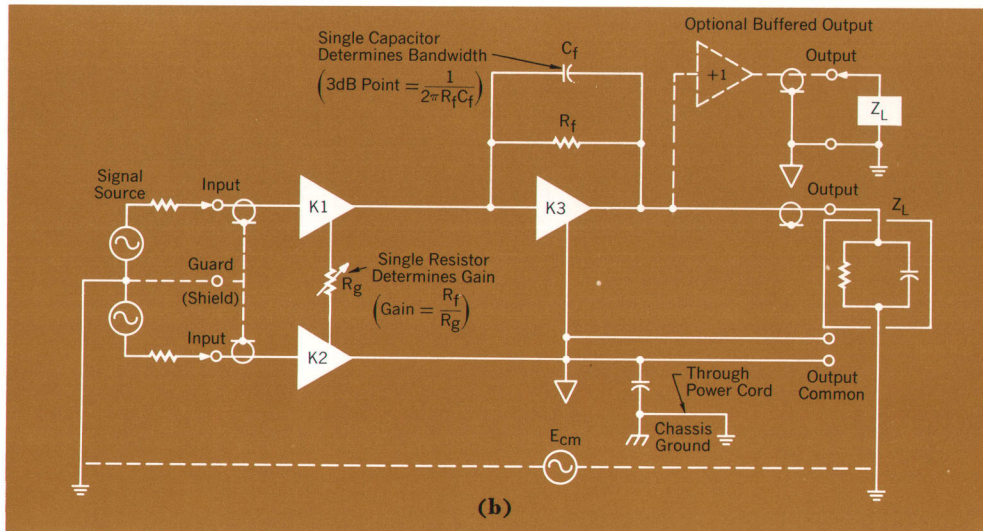 Optional Buffered Output
Single Capacitor
Determines Bandwidth
(3dB Point = 1/2πRfCf)
Cf
Rf
+1
Output
ZL
Signal
Source
Input
K1
K3
Output
ZL
Guard
(Shield)
Rg
Single Resistor
Determines Gain
(Gain = Rf/Rg)
Input
K2
Through
Power Cord
Output
Common
Chassis
Ground
Ecm
(b)